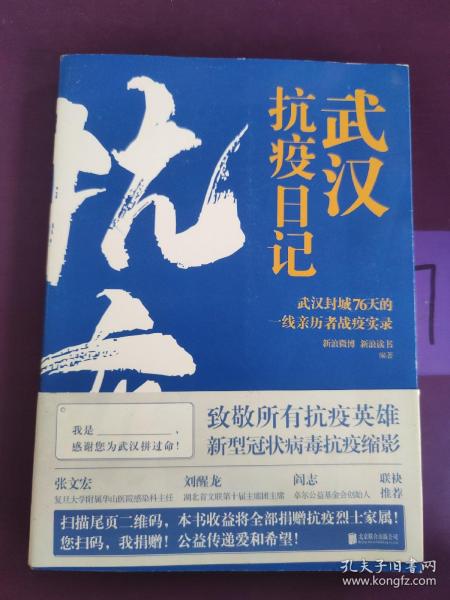 武汉
抗疫日记
抗疫
武汉封城76天的
一线亲历者战疫实录
新浪微博 新浪读书
编著
我是 ，
感谢您为武汉拼过命！
致敬所有抗疫英雄
新型冠状病毒抗疫缩影
张文宏
复旦大学附属华山医院感染科主任
刘醒龙
湖北省文联第十届主席团主席
阎志
卓尔公益基金会创始人
联袂
推荐
扫描尾页二维码，本书收益将全部捐赠抗疫烈士家属！
您扫码，我捐赠！公益传递爱和希望！
北京联合出版公司
7
孔夫子旧书网